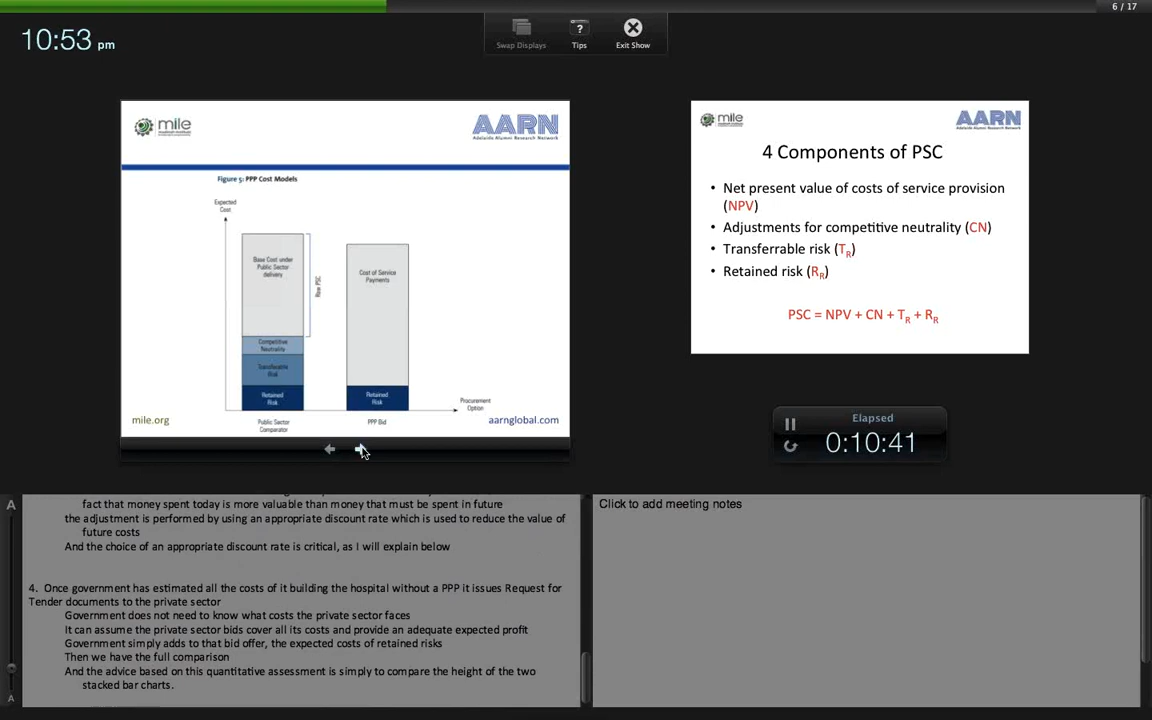 6 / 17
10:53 pm
Swap Displays
Tips
Exit Show
mile
AARN
Adelaide Alumni Research Network
Figure 5: PPP Cost Models
Expected
Cost
Base Cost under
Public Sector
delivery
Raw PSC
Competitive
Neutrality
Transferable
Risk
Retained
Risk
Public Sector
Comparator
Cost of Service
Payments
Retained
Risk
PPP Bid
Procurement
Option
mile.org
aarnglobal.com
mile
AARN
Adelaide Alumni Research Network
4 Components of PSC
• Net present value of costs of service provision
(NPV)
• Adjustments for competitive neutrality (CN)
• Transferrable risk (TR)
• Retained risk (RR)
PSC = NPV + CN + TR + RR
Elapsed
0:10:41
A
A
fact that money spent today is more valuable than money that must be spent in future
the adjustment is performed by using an appropriate discount rate which is used to reduce the value of
future costs
And the choice of an appropriate discount rate is critical, as I will explain below
4. Once government has estimated all the costs of it building the hospital without a PPP it issues Request for
Tender documents to the private sector
Government does not need to know what costs the private sector faces
It can assume the private sector bids cover all its costs and provide an adequate expected profit
Government simply adds to that bid offer, the expected costs of retained risks
Then we have the full comparison
And the advice based on this quantitative assessment is simply to compare the height of the two
stacked bar charts.
Click to add meeting notes